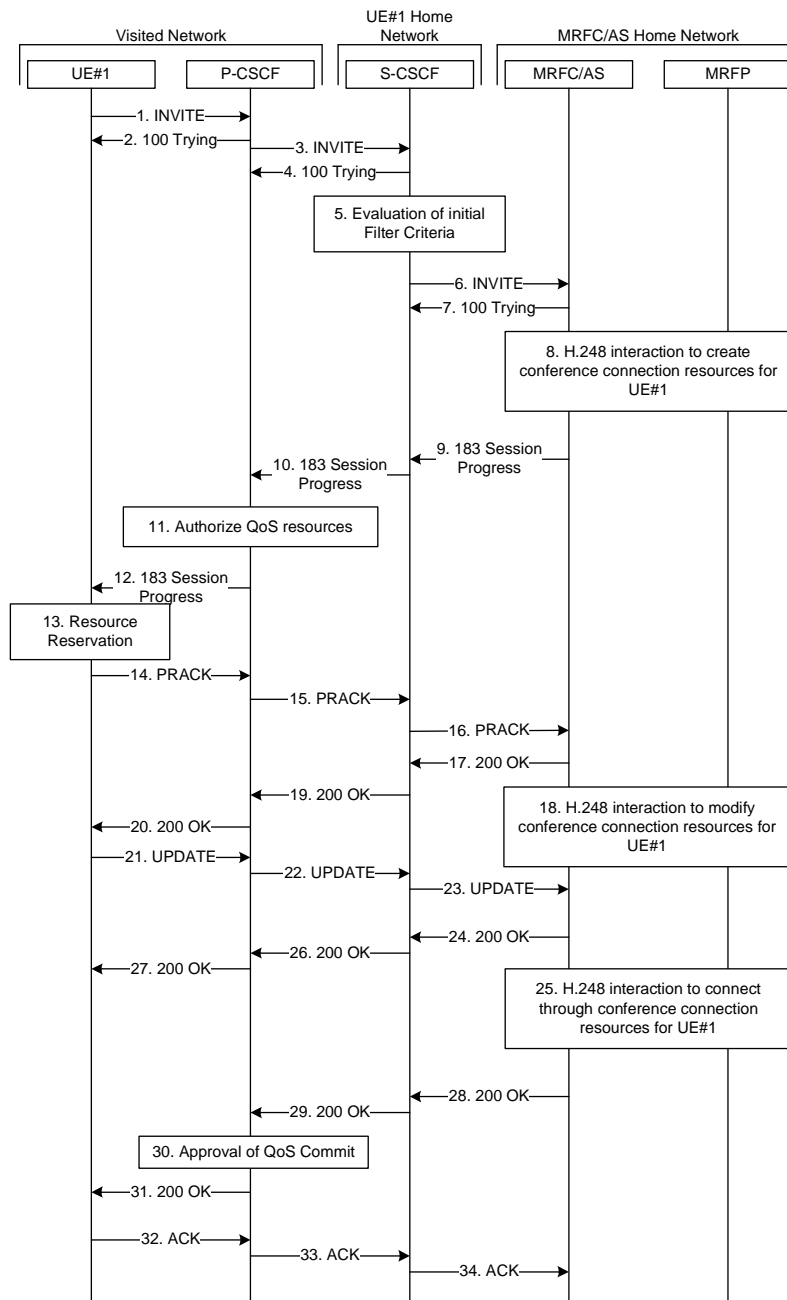 UE#1 Home
Network
Visited Network
MRFC/AS Home Network
UE#1
P-CSCF
S-CSCF
MRFC/AS
MRFP
1. INVITE
2. 100 Trying
3. INVITE
4. 100 Trying
5. Evaluation of initial
Filter Criteria
6. INVITE
7. 100 Trying
8. H.248 interaction to create
conference connection resources for
UE#1
9. 183 Session
Progress
10. 183 Session
Progress
11. Authorize QoS resources
12. 183 Session
Progress
13. Resource
Reservation
14. PRACK
15. PRACK
16. PRACK
17. 200 OK
18. H.248 interaction to modify
conference connection resources for
UE#1
19. 200 OK
20. 200 OK
21. UPDATE
22. UPDATE
23. UPDATE
24. 200 OK
25. H.248 interaction to connect
through conference connection
resources for UE#1
26. 200 OK
27. 200 OK
28. 200 OK
29. 200 OK
30. Approval of QoS Commit
31. 200 OK
32. ACK
33. ACK
34. ACK